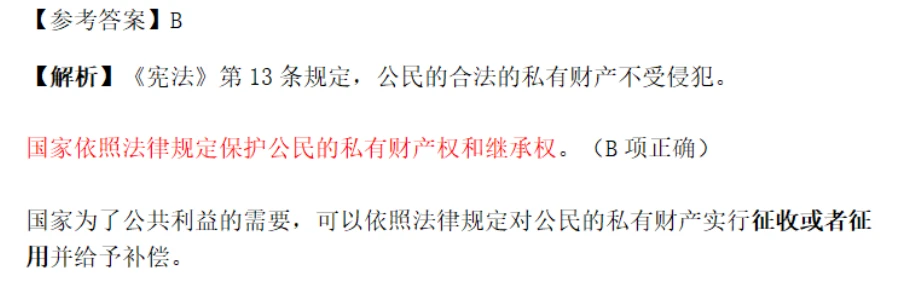 【参考答案】B
【解析】《宪法》第 13 条规定，公民的合法的私有财产不受侵犯。
国家依照法律规定保护公民的私有财产权和继承权。（B 项正确）
国家为了公共利益的需要，可以依照法律规定对公民的私有财产实行征收或者征
用并给予补偿。